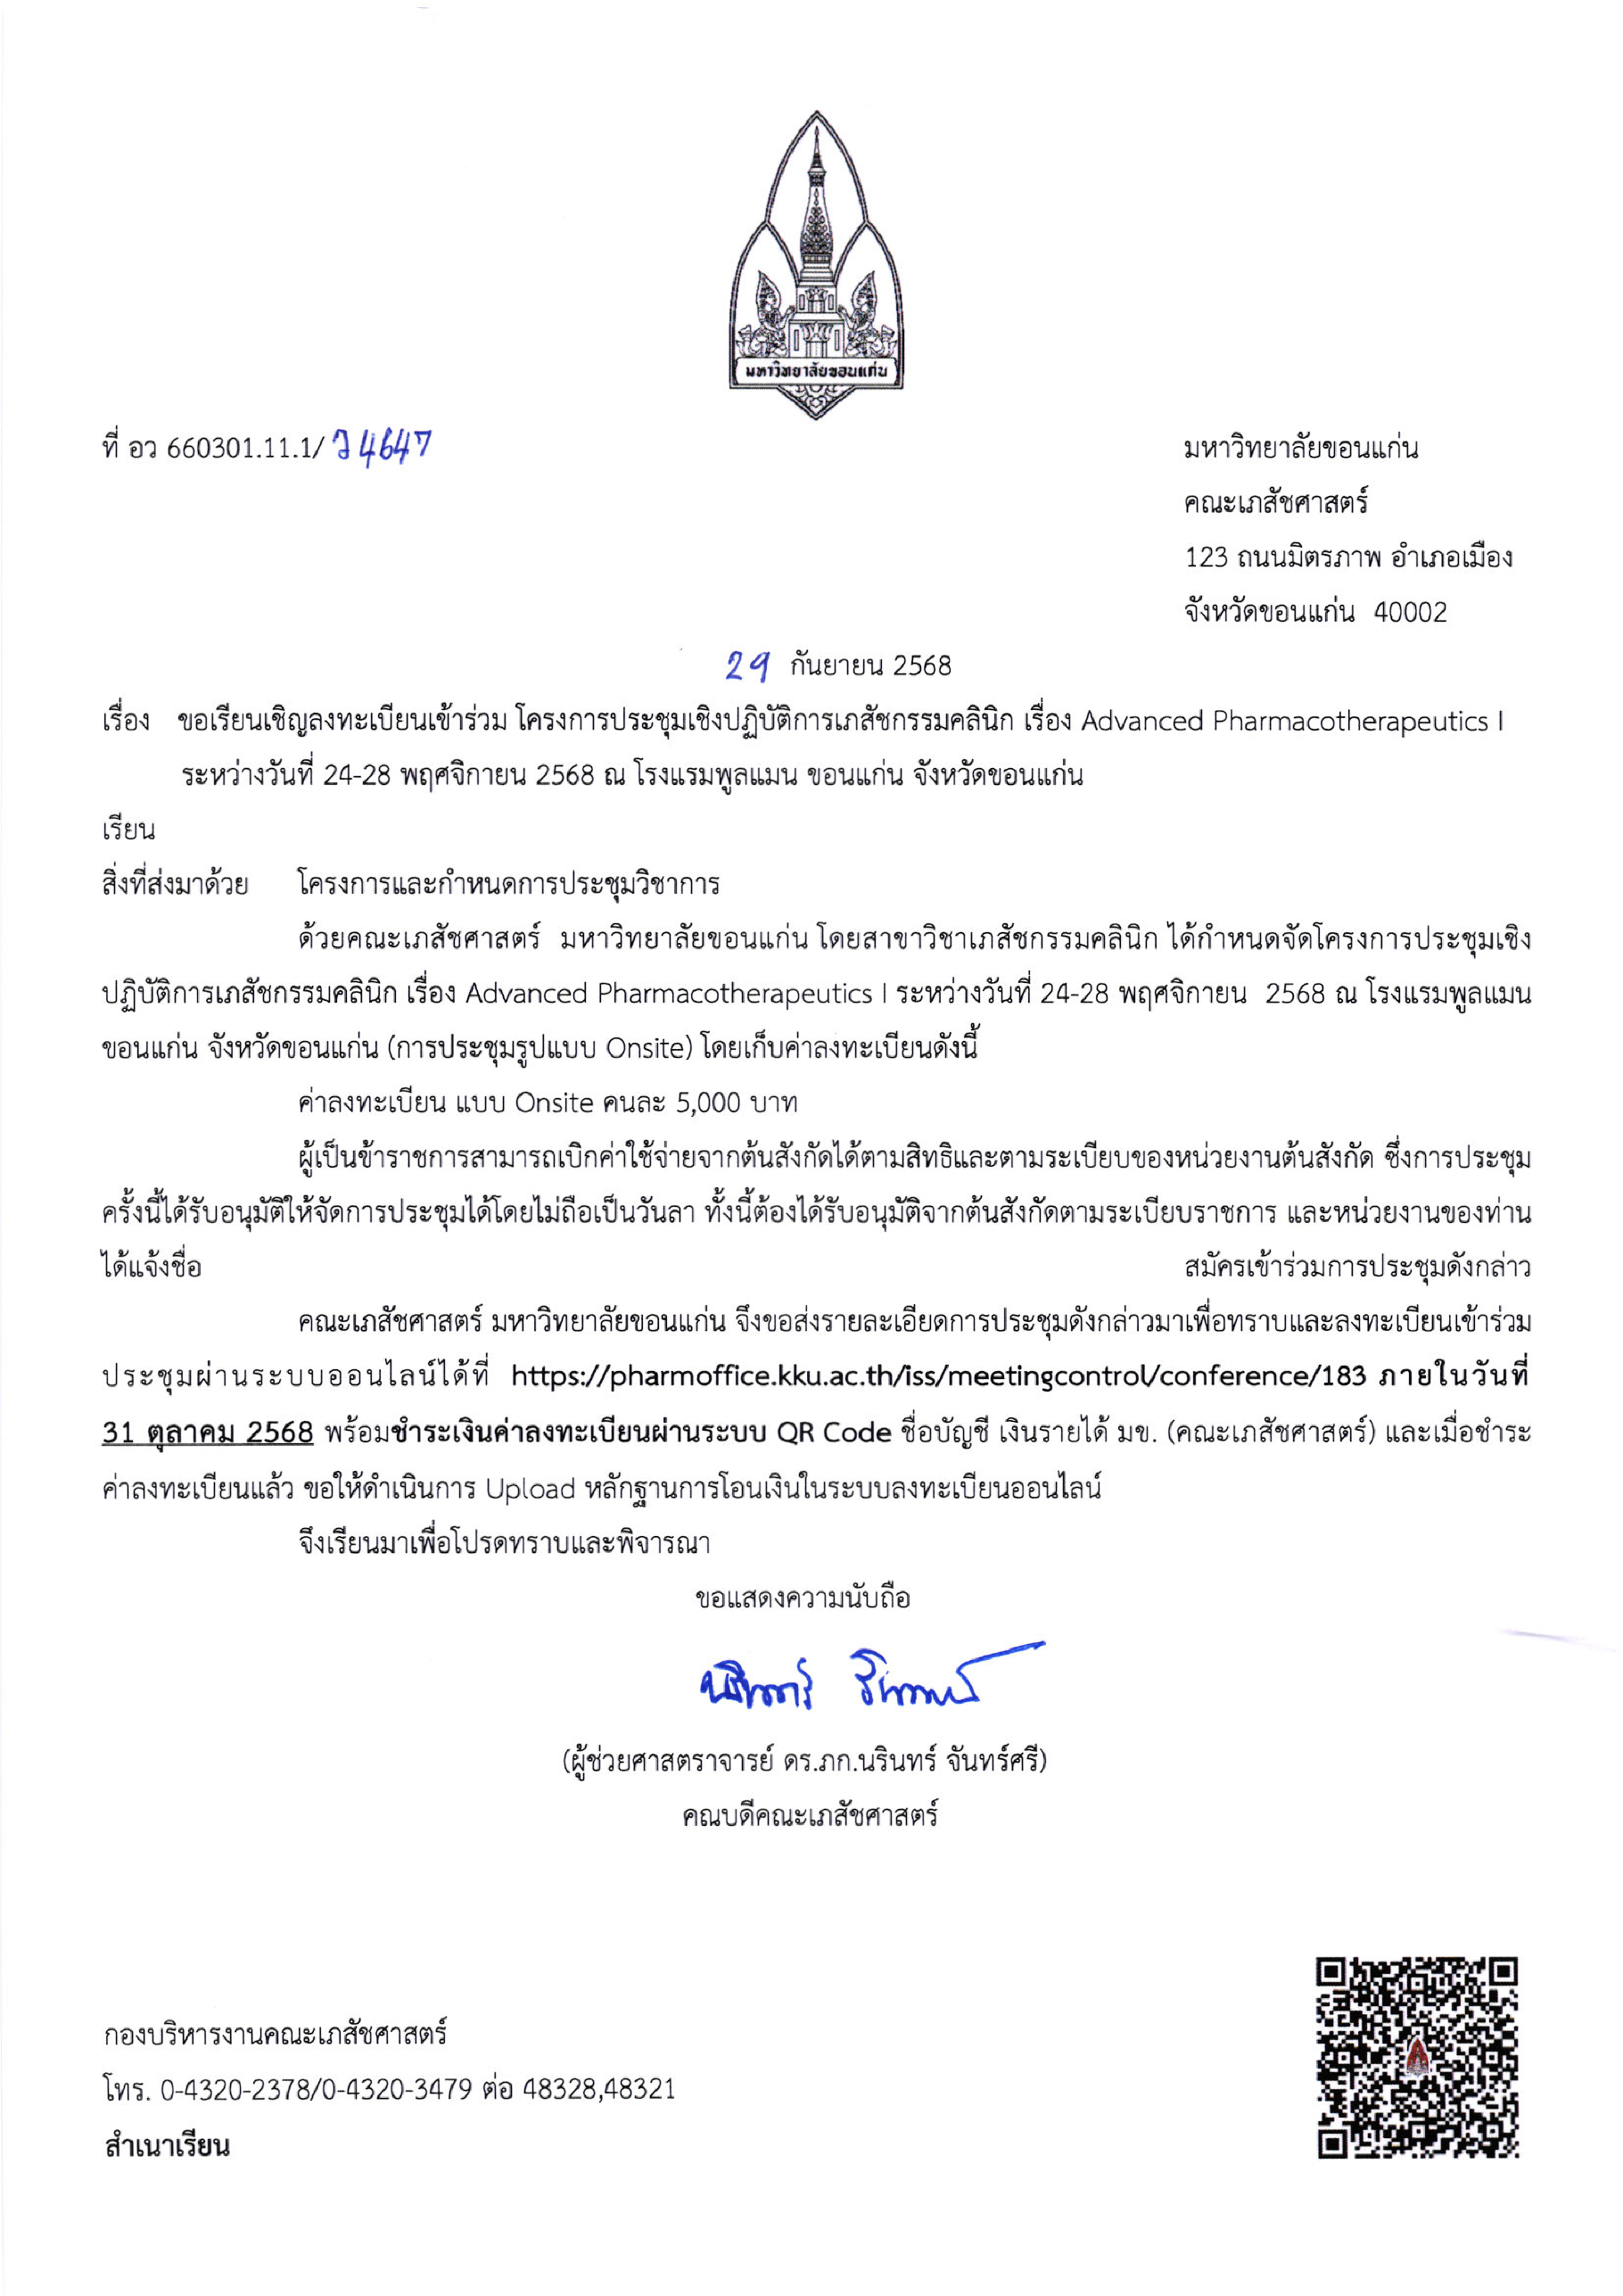 มหาวิทยาลัยขอนแก่น
ที่ อว 660301.11.1/ว 4647
มหาวิทยาลัยขอนแก่น
คณะเภสัชศาสตร์
123 ถนนมิตรภาพ อำเภอเมือง
จังหวัดขอนแก่น 40002
29 กันยายน 2568
เรื่อง ขอเรียนเชิญลงทะเบียนเข้าร่วม โครงการประชุมเชิงปฏิบัติการเภสัชกรรมคลินิก เรื่อง Advanced Pharmacotherapeutics I
ระหว่างวันที่ 24-28 พฤศจิกายน 2568 ณ โรงแรมพูลแมน ขอนแก่น จังหวัดขอนแก่น
เรียน
สิ่งที่ส่งมาด้วย โครงการและกำหนดการประชุมวิชาการ
ด้วยคณะเภสัชศาสตร์ มหาวิทยาลัยขอนแก่น โดยสาขาวิชาเภสัชกรรมคลินิก ได้กำหนดจัดโครงการประชุมเชิง
ปฏิบัติการเภสัชกรรมคลินิก เรื่อง Advanced Pharmacotherapeutics I ระหว่างวันที่ 24-28 พฤศจิกายน 2568 ณ โรงแรมพูลแมน
ขอนแก่น จังหวัดขอนแก่น (การประชุมรูปแบบ Onsite) โดยเก็บค่าลงทะเบียนดังนี้
ค่าลงทะเบียน แบบ Onsite คนละ 5,000 บาท
ผู้เป็นข้าราชการสามารถเบิกค่าใช้จ่ายจากต้นสังกัดได้ตามสิทธิและตามระเบียบของหน่วยงานต้นสังกัด ซึ่งการประชุม
ครั้งนี้ได้รับอนุมัติให้จัดการประชุมได้โดยไม่ถือเป็นวันลา ทั้งนี้ต้องได้รับอนุมัติจากต้นสังกัดตามระเบียบราชการ และหน่วยงานของท่าน
ได้แจ้งชื่อ สมัครเข้าร่วมการประชุมดังกล่าว
คณะเภสัชศาสตร์ มหาวิทยาลัยขอนแก่น จึงขอส่งรายละเอียดการประชุมดังกล่าวมาเพื่อทราบและลงทะเบียนเข้าร่วม
ประชุมผ่านระบบออนไลน์ได้ที่ https://pharmoffice.kku.ac.th/iss/meetingcontrol/conference/183 ภายในวันที่
31 ตุลาคม 2568 พร้อมชำระเงินค่าลงทะเบียนผ่านระบบ QR Code ชื่อบัญชี เงินรายได้ มข. (คณะเภสัชศาสตร์) และเมื่อชำระ
ค่าลงทะเบียนแล้ว ขอให้ดำเนินการ Upload หลักฐานการโอนเงินในระบบลงทะเบียนออนไลน์
จึงเรียนมาเพื่อโปรดทราบและพิจารณา
ขอแสดงความนับถือ
(ผู้ช่วยศาสตราจารย์ ดร.ภก.นรินทร์ จันทร์ศรี)
คณบดีคณะเภสัชศาสตร์
กองบริหารงานคณะเภสัชศาสตร์
โทร. 0-4320-2378/0-4320-3479 ต่อ 48328,48321
สำเนาเรียน